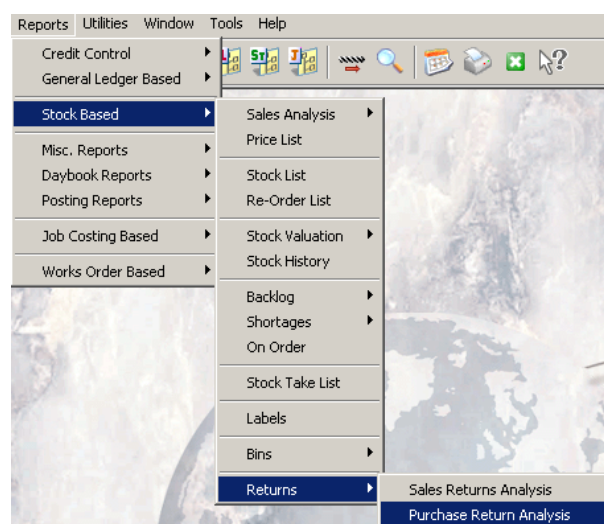 Reports Utilities Window Tools Help
Credit Control
General Ledger Based
Stock Based
Misc. Reports
Daybook Reports
Posting Reports
Job Costing Based
Works Order Based
Sales Analysis
Price List
Stock List
Re-Order List
Stock Valuation
Stock History
Backlog
Shortages
On Order
Stock Take List
Labels
Bins
Returns
Sales Returns Analysis
Purchase Return Analysis